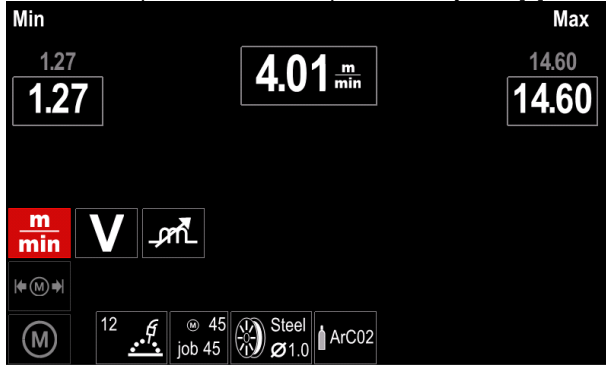 Min Max
1.27 4.01 m/min 14.60
1.27 14.60
m/min V
M
M 12 M 45 job 45 Steel Ø1.0 ArC02